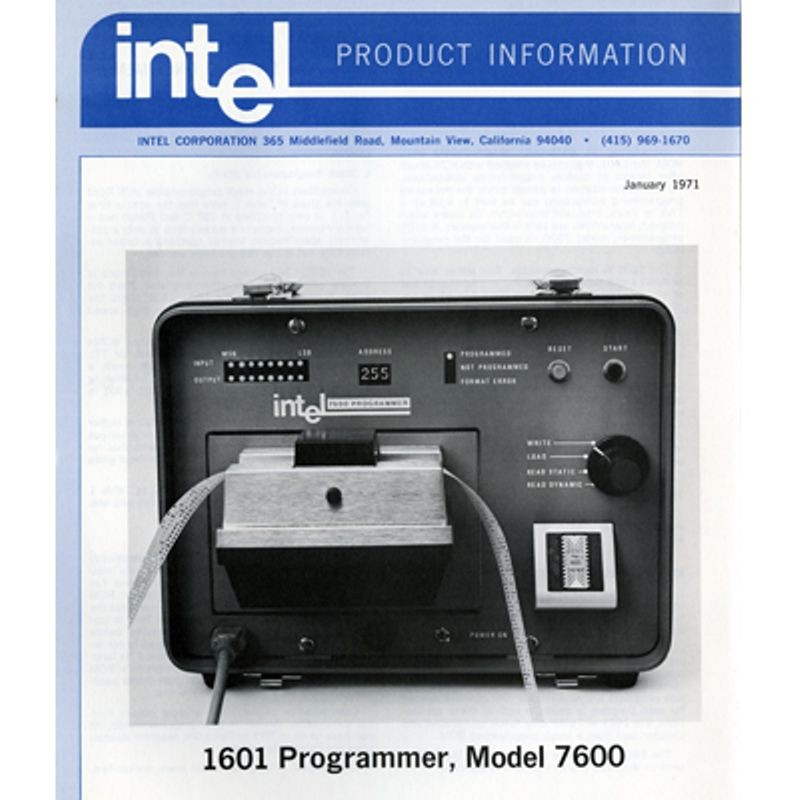 intel PRODUCT INFORMATION
INTEL CORPORATION 365 Middlefield Road, Mountain View, California 94040 • (415) 969-1670
January 1971
MSB LSB
INPUT
OUTPUT
ADDRESS
255
PROGRAMMED
NOT PROGRAMMED
FORMAT ERROR
RESET
START
intel 7600 PROGRAMMER
WRITE
LOAD
READ STATIC
READ DYNAMIC
POWER ON
1601 Programmer, Model 7600